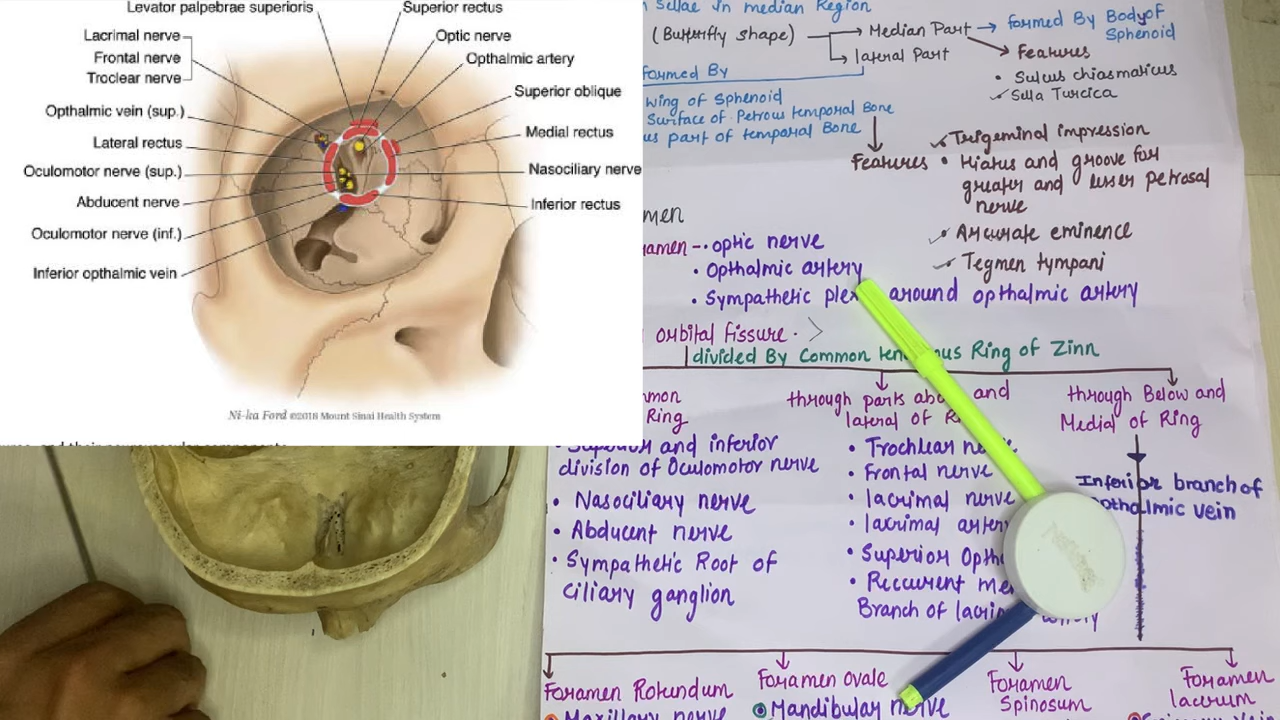 Levator palpebrae superioris
Superior rectus
Lacrimal nerve
Frontal nerve
Troclear nerve
Optic nerve
Opthalmic artery
Opthalmic vein (sup.)
Superior oblique
Lateral rectus
Medial rectus
Oculomotor nerve (sup.)
Nasociliary nerve
Abducent nerve
Inferior rectus
Oculomotor nerve (inf.)
Inferior opthalmic vein
Ni-ka Ford ©2018 Mount Sinai Health System
Sellae In median Region
(Butterfly shape)
Median Part → formed By Body of
Sphenoid
lateral Part
Features
• Sulcus chiasmaticus
Sella Turcica
formed By
wing of Sphenoid
Surface of Petrous temporal Bone
part of temporal Bone
Features
• Trigeminal impression
• Hiatus and groove for
greater and lesser petrosal
nerve
• Arcurate eminence
• Tegmen tympani
- • optic nerve
• Opthalmic artery
• Sympathetic around opthalmic artery
orbital fissure
divided By Common Ring of Zinn
Ring
through parts and
lateral of
through Below and
Medial of Ring
and inferior
division of Oculomotor nerve
• Nasociliary nerve
• Abducent nerve
• Sympathetic Root of
ciliary ganglion
• Trochlear
• Frontal nerve
• lacrimal nerve
• lacrimal
• Superior
• Reccurent
Branch of
Inferior branch of
vein
Foramen Rotundum
Maxillary nerve
Foramen ovale
Mandibular nerve
Foramen
Spinosum
Foramen
lacerum